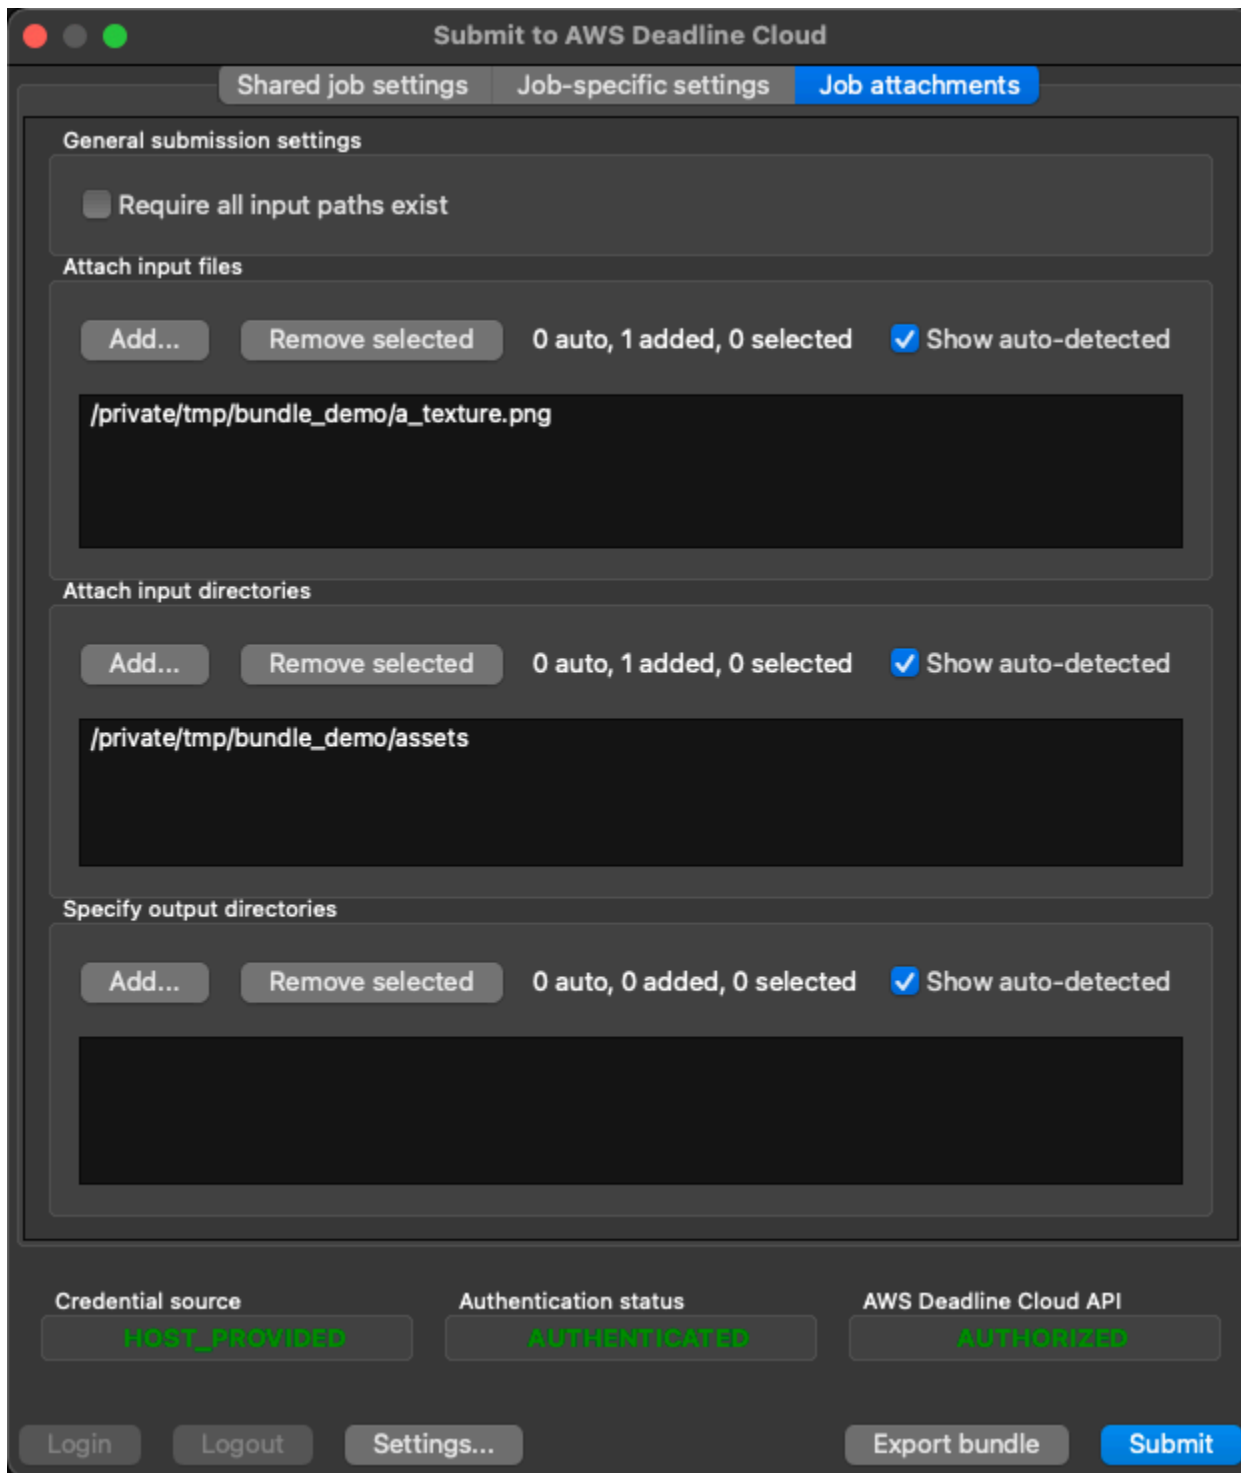 Submit to AWS Deadline Cloud
Shared job settings Job-specific settings Job attachments
General submission settings
Require all input paths exist
Attach input files
Add... Remove selected 0 auto, 1 added, 0 selected Show auto-detected
/private/tmp/bundle_demo/a_texture.png
Attach input directories
Add... Remove selected 0 auto, 1 added, 0 selected Show auto-detected
/private/tmp/bundle_demo/assets
Specify output directories
Add... Remove selected 0 auto, 0 added, 0 selected Show auto-detected
Credential source Authentication status AWS Deadline Cloud API
HOST_PROVIDED AUTHENTICATED AUTHORIZED
Login Logout Settings... Export bundle Submit